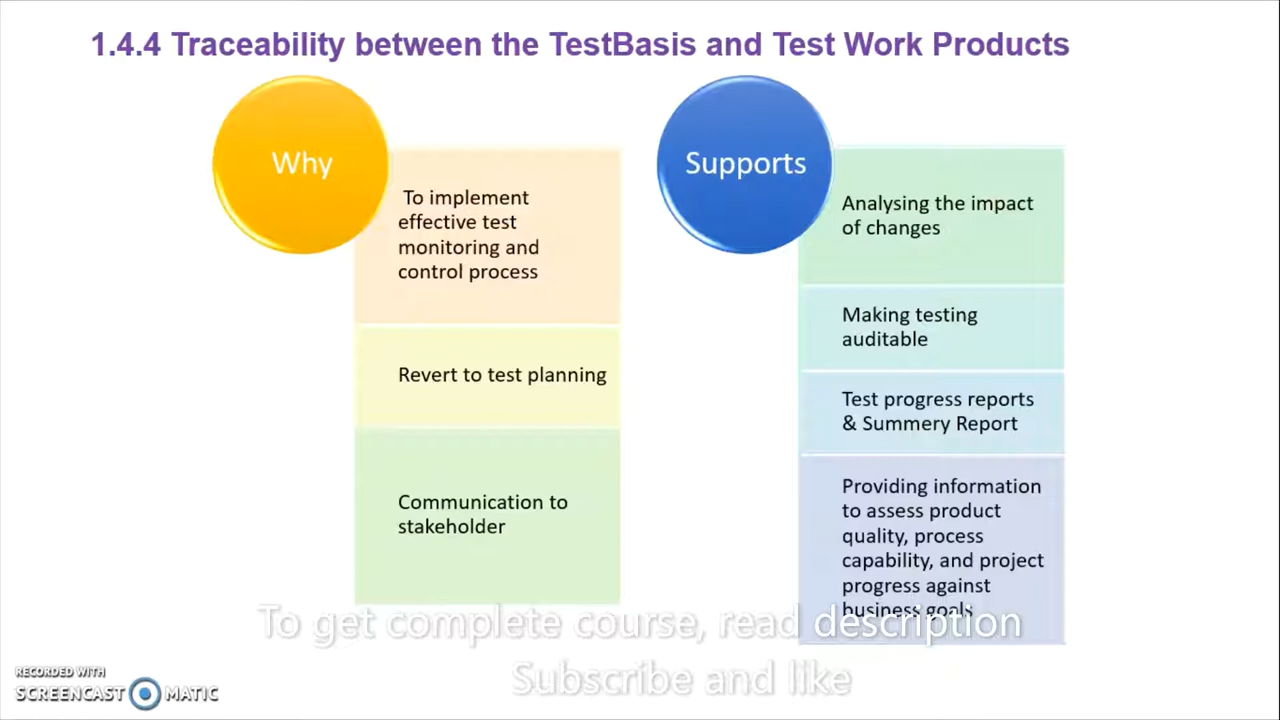 1.4.4 Traceability between the TestBasis and Test Work Products
Why
To implement
effective test
monitoring and
control process
Revert to test planning
Communication to
stakeholder
Supports
Analysing the impact
of changes
Making testing
auditable
Test progress reports
& Summery Report
Providing information
to assess product
quality, process
capability, and project
progress against
business goals
To get complete course, read description
Subscribe and like
RECORDED WITH
SCREENCAST MATIC